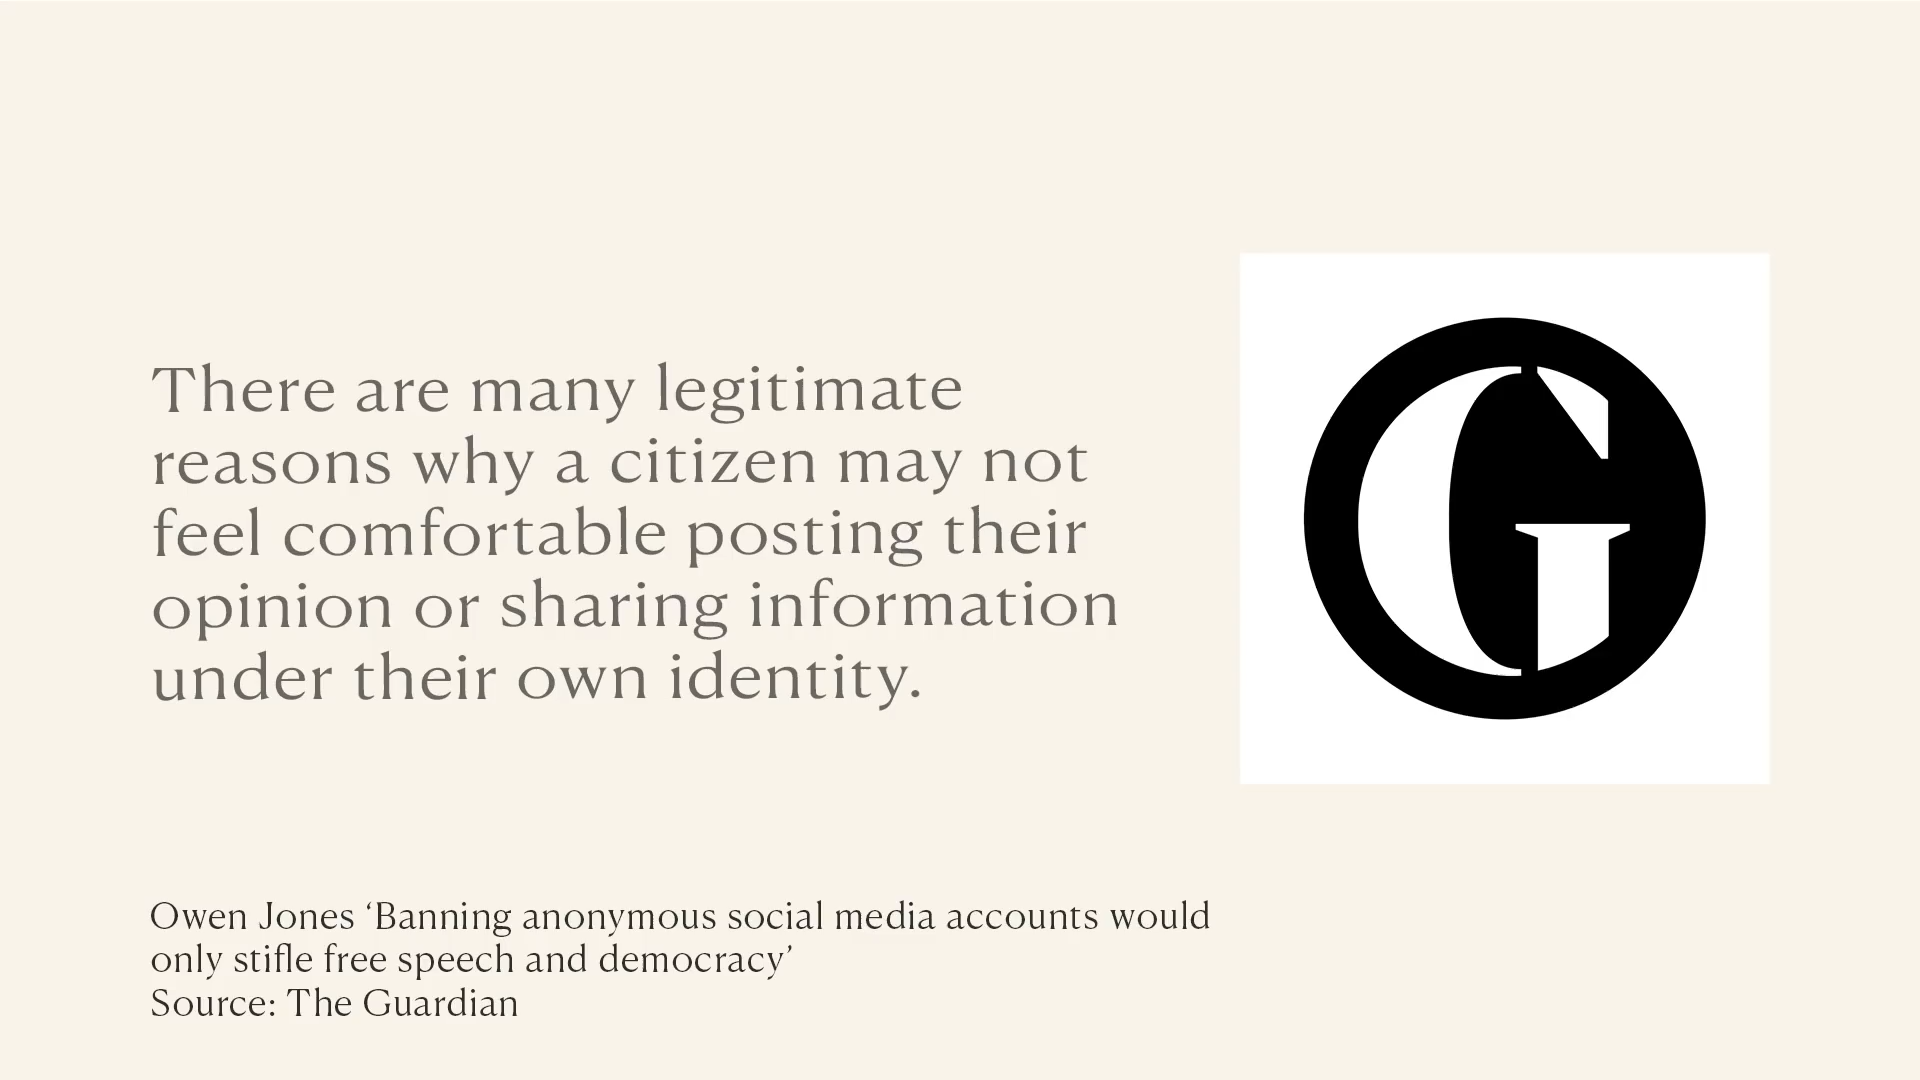 There are many legitimate
reasons why a citizen may not
feel comfortable posting their
opinion or sharing information
under their own identity.
G
Owen Jones ‘Banning anonymous social media accounts would
only stifle free speech and democracy’
Source: The Guardian